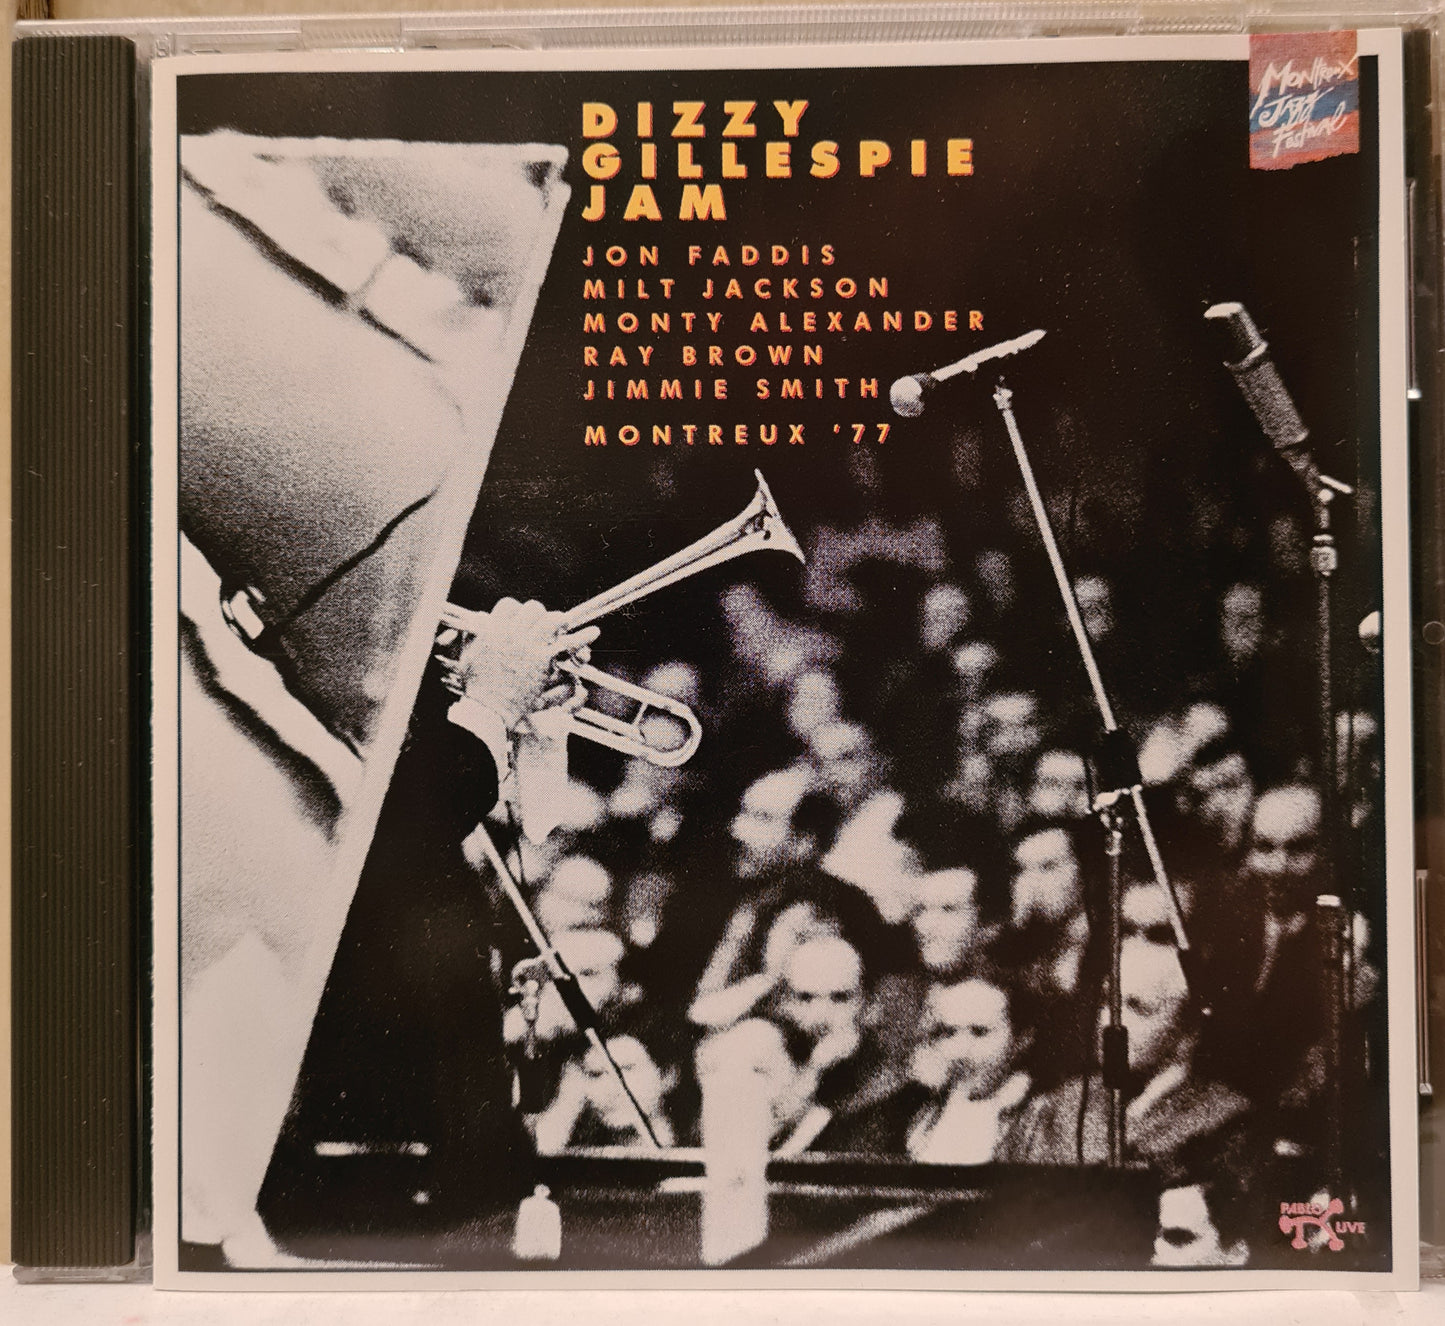 DIZZY
GILLESPIE
JAM
JON FADDIS
MILT JACKSON
MONTY ALEXANDER
RAY BROWN
JIMMIE SMITH
MONTREUX '77
MONTREUX
JAZZ
Festival
PABLO
LIVE